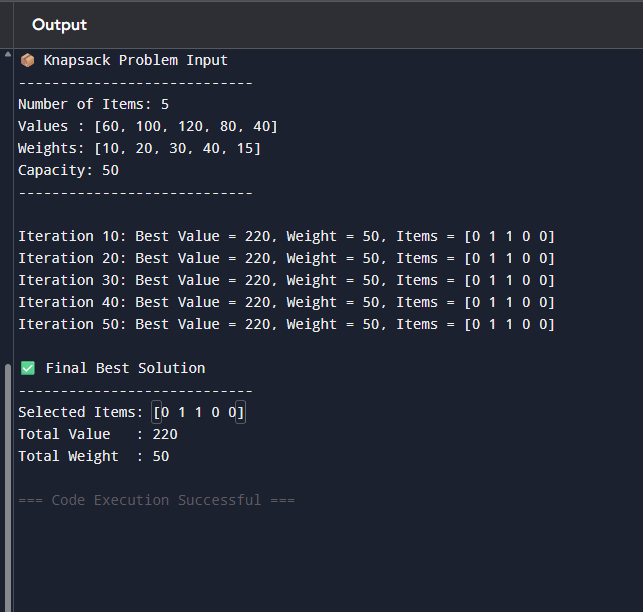 Output
📦 Knapsack Problem Input
----------------------------
Number of Items: 5
Values : [60, 100, 120, 80, 40]
Weights: [10, 20, 30, 40, 15]
Capacity: 50
----------------------------
Iteration 10: Best Value = 220, Weight = 50, Items = [0 1 1 0 0]
Iteration 20: Best Value = 220, Weight = 50, Items = [0 1 1 0 0]
Iteration 30: Best Value = 220, Weight = 50, Items = [0 1 1 0 0]
Iteration 40: Best Value = 220, Weight = 50, Items = [0 1 1 0 0]
Iteration 50: Best Value = 220, Weight = 50, Items = [0 1 1 0 0]
✅ Final Best Solution
----------------------------
Selected Items: [0 1 1 0 0]
Total Value   : 220
Total Weight  : 50
=== Code Execution Successful ===